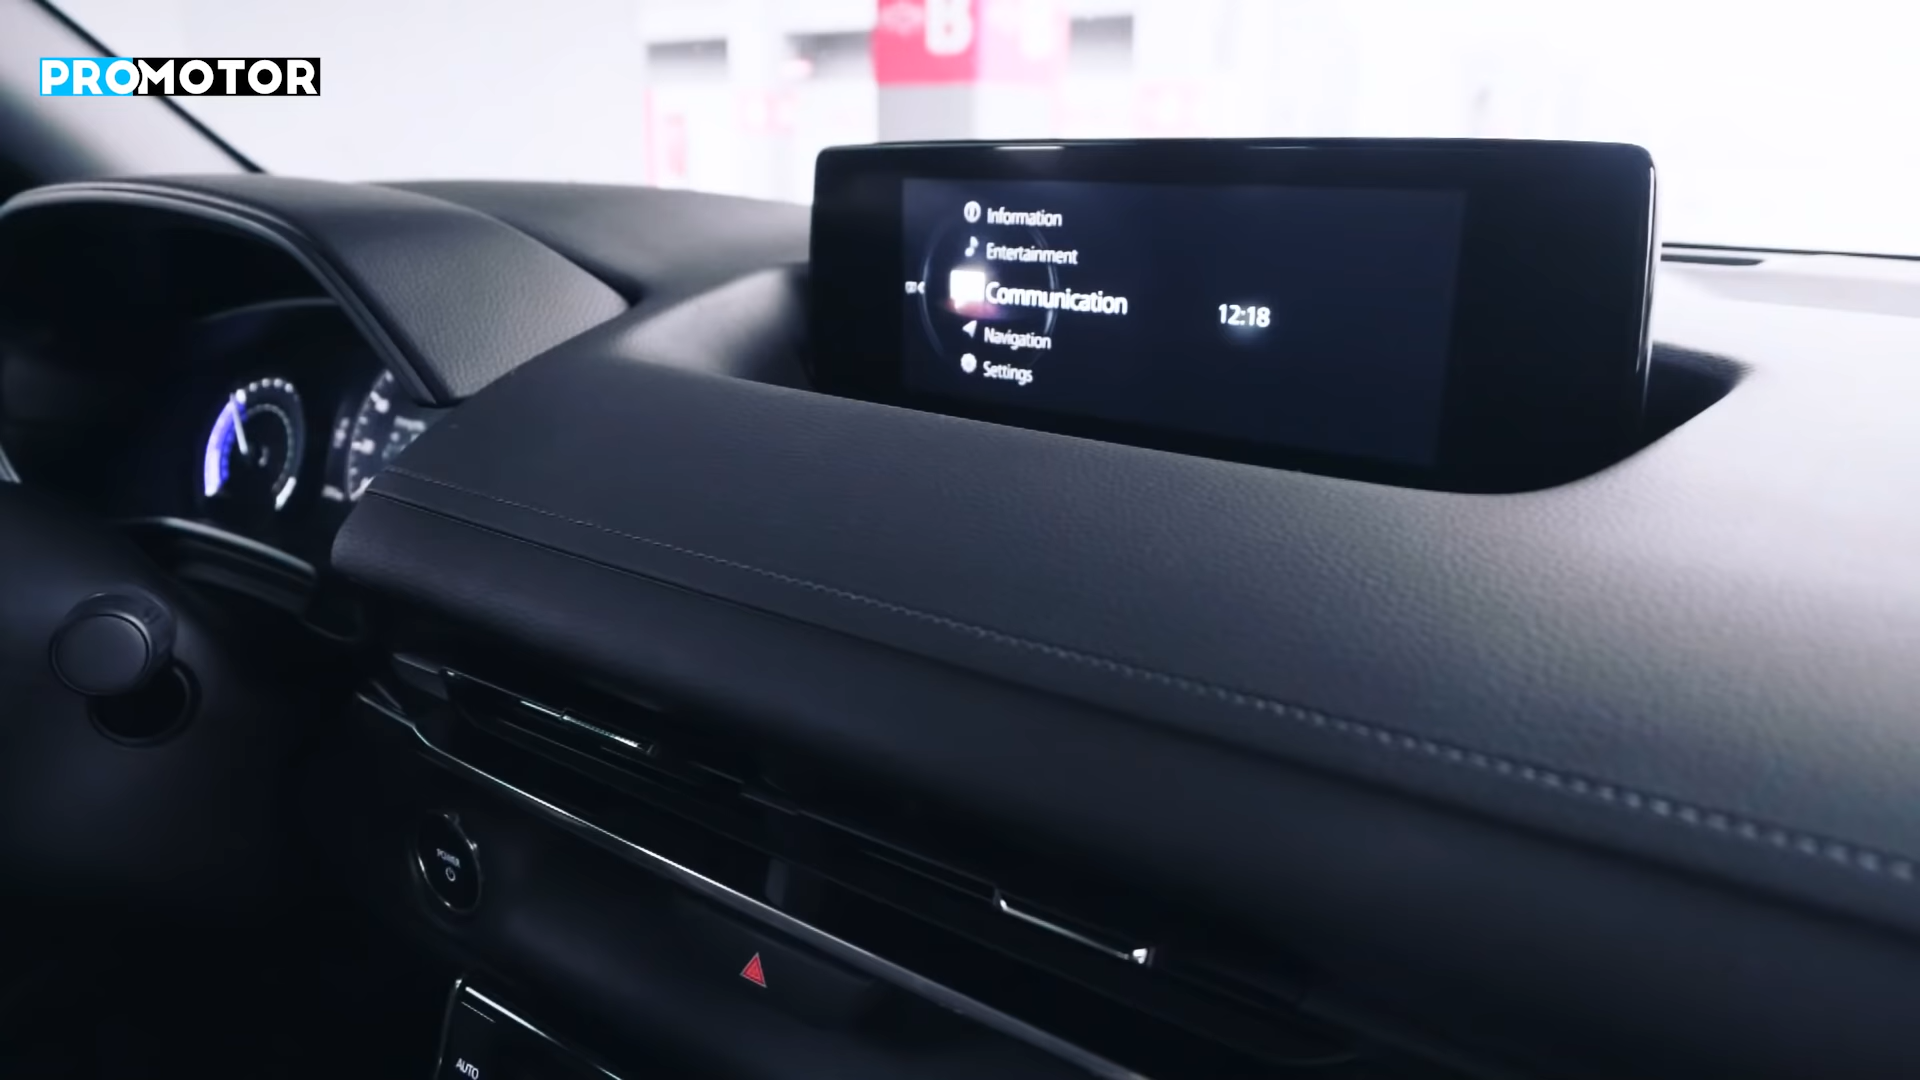 PROMOTOR
B
Information
Entertainment
Communication
12:18
Navigation
Settings
POWER
AUTO